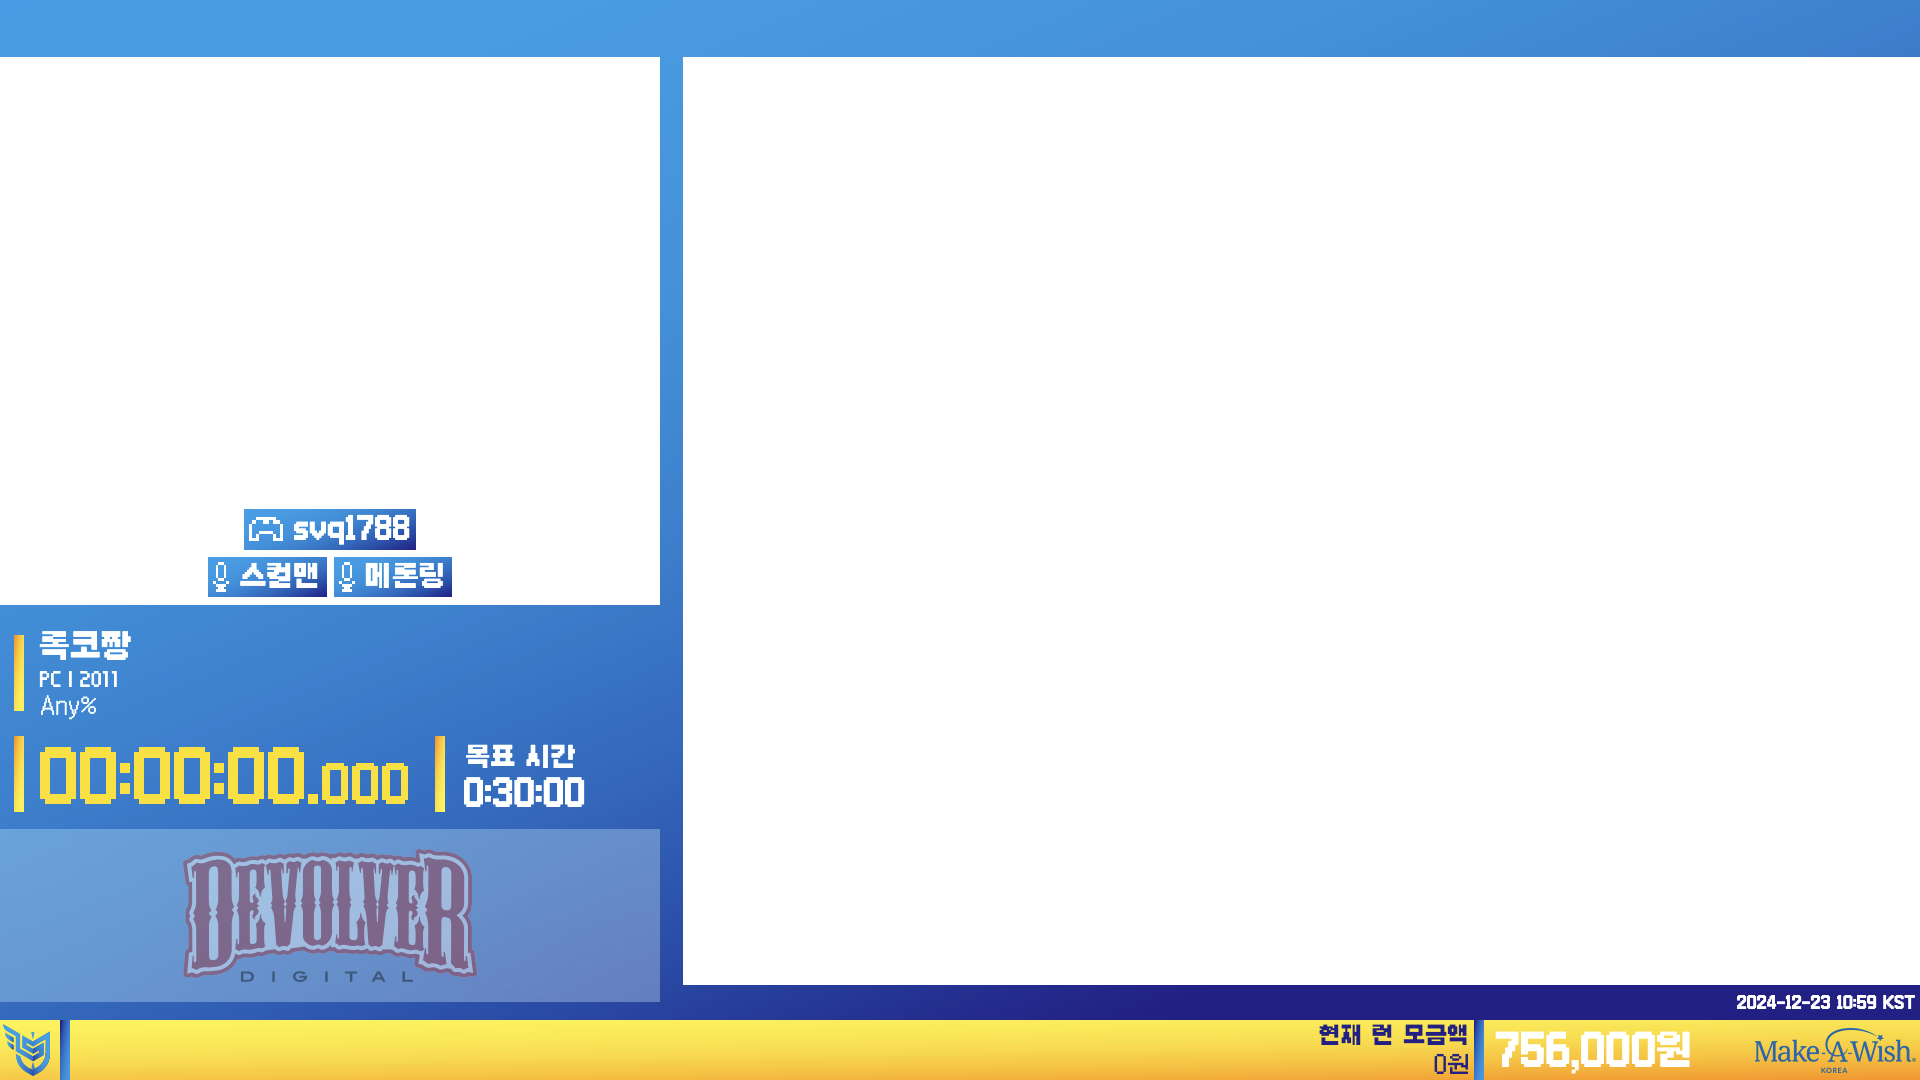 svq1788
스컬맨
메론링
록코짱
PC | 2011
Any%
00:00:00.000
목표 시간
0:30:00
DEVOLVER
DIGITAL
2024-12-23 10:59 KST
현재 런 모금액
0원
756,000원
Make-A-Wish.
KOREA